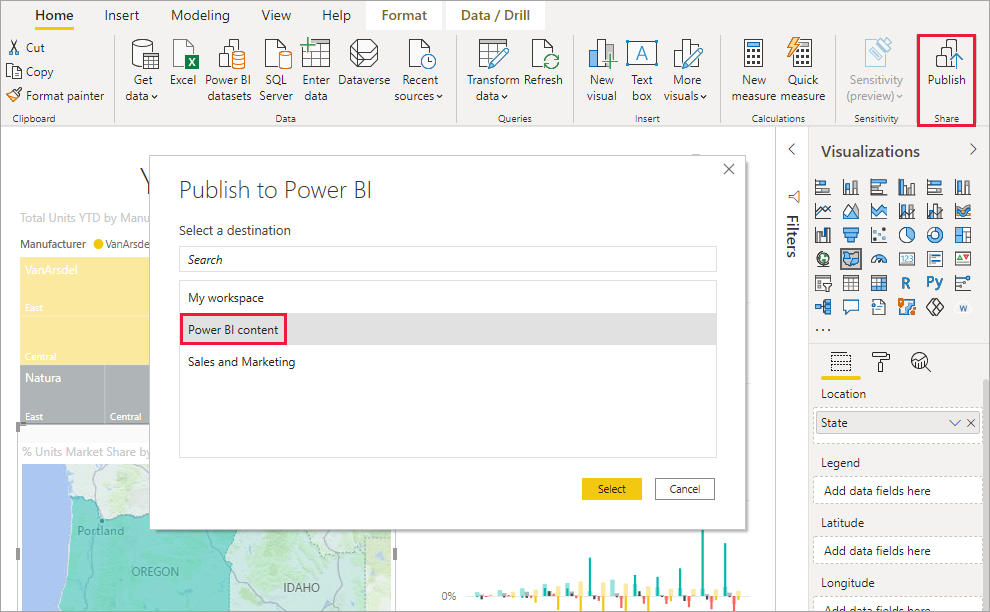 Home Insert Modeling View Help Format Data / Drill
Cut
Copy
Format painter
Clipboard
Get data
Excel
Power BI datasets
SQL Server
Enter data
Dataverse
Recent sources
Data
Transform data
Refresh
Queries
New visual
Text box
More visuals
Insert
New measure
Quick measure
Calculations
Sensitivity (preview)
Sensitivity
Publish
Share
Total Units YTD by Manu
Manufacturer VanArsde
VanArsdel
East
Central
Natura
East Central
% Units Market Share by
Portland
OREGON
IDAHO
Publish to Power BI
Select a destination
Search
My workspace
Power BI content
Sales and Marketing
Select Cancel
0%
Filters
Visualizations
123
R Py
W
...
Location
State
Legend
Add data fields here
Latitude
Add data fields here
Longitude
Add data fields here